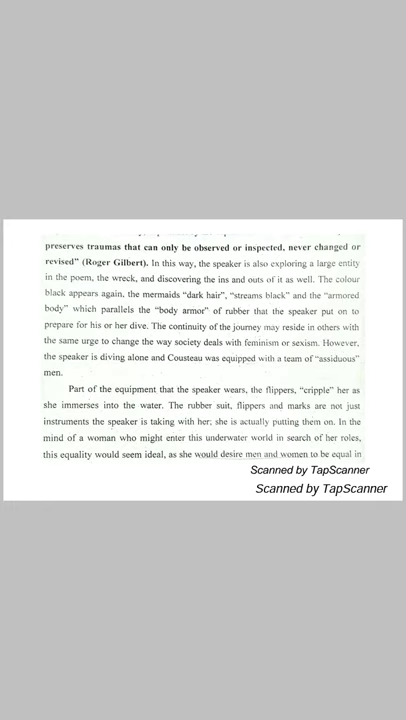 preserves traumas that can only be observed or inspected, never changed or
revised" (Roger Gilbert). In this way, the speaker is also exploring a large entity
in the poem, the wreck, and discovering the ins and outs of it as well. The colour
black appears again, the mermaids "dark hair", "streams black" and the "armored
body" which parallels the "body armor" of rubber that the speaker put on to
prepare for his or her dive. The continuity of the journey may reside in others with
the same urge to change the way society deals with feminism or sexism. However,
the speaker is diving alone and Cousteau was equipped with a team of "assiduous"
men.
Part of the equipment that the speaker wears, the flippers, "cripple" her as
she immerses into the water. The rubber suit, flippers and marks are not just
instruments the speaker is taking with her; she is actually putting them on. In the
mind of a woman who might enter this underwater world in search of her roles,
this equality would seem ideal, as she would desire men and women to be equal in
Scanned by TapScanner
Scanned by TapScanner